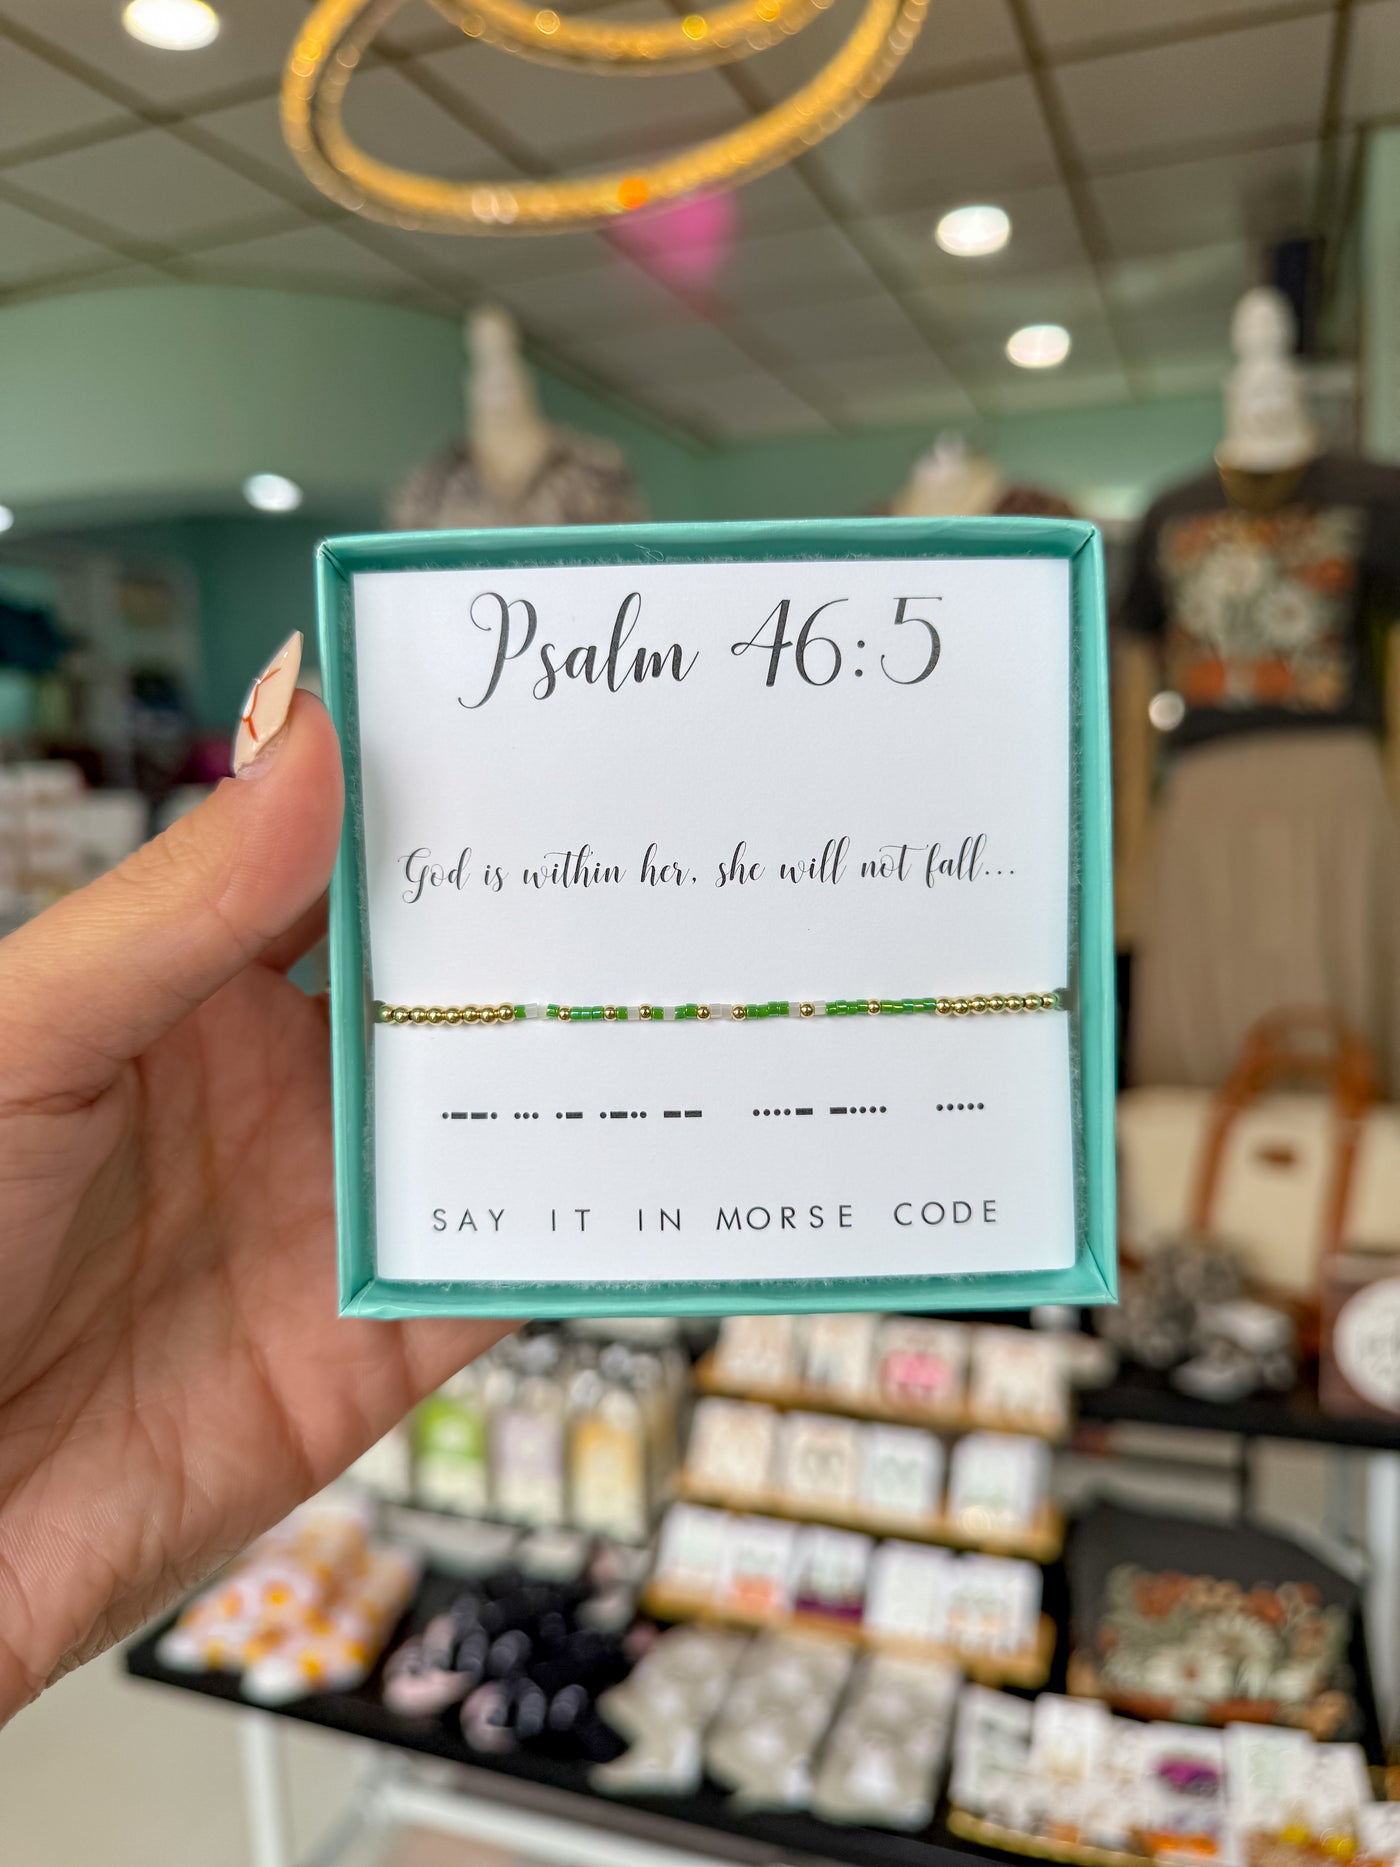 Psalm 46:5
God is within her, she will not fall...
·−−· ··· ·− ·−·· −− ····− −···· ·····
SAY IT IN MORSE CODE